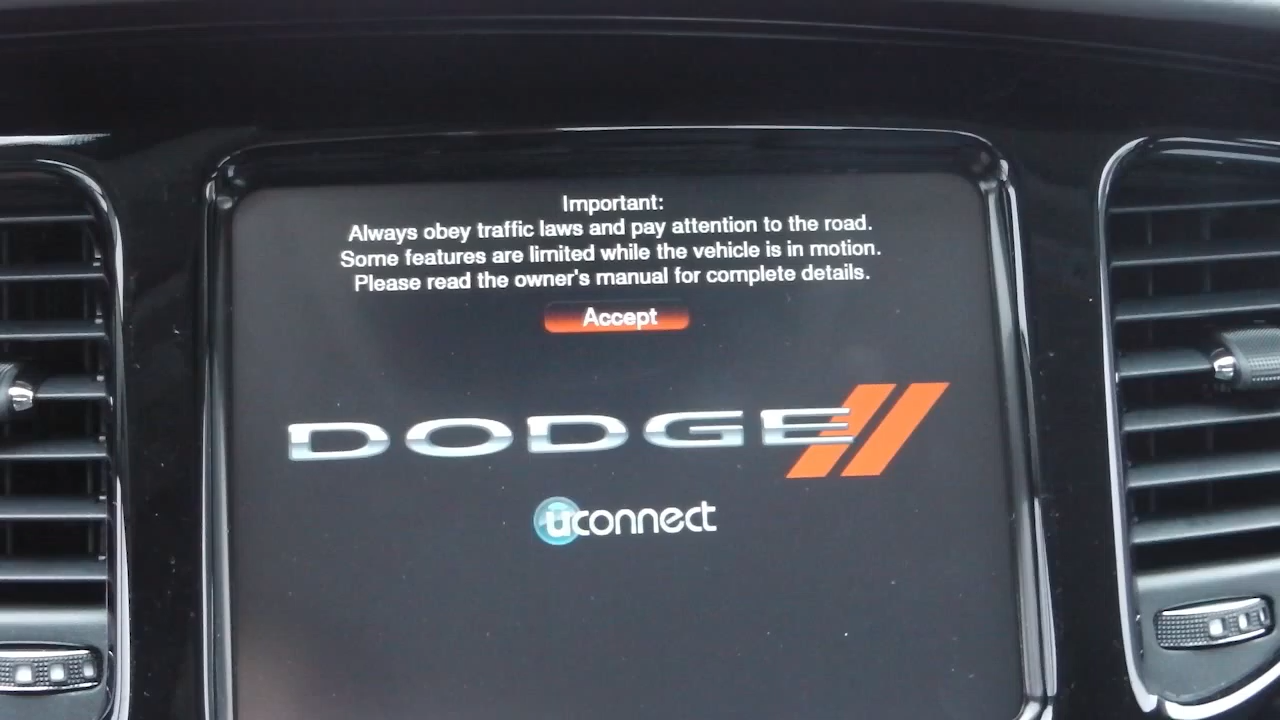 Important:
Always obey traffic laws and pay attention to the road.
Some features are limited while the vehicle is in motion.
Please read the owner's manual for complete details.
Accept
DODGE
uconnect